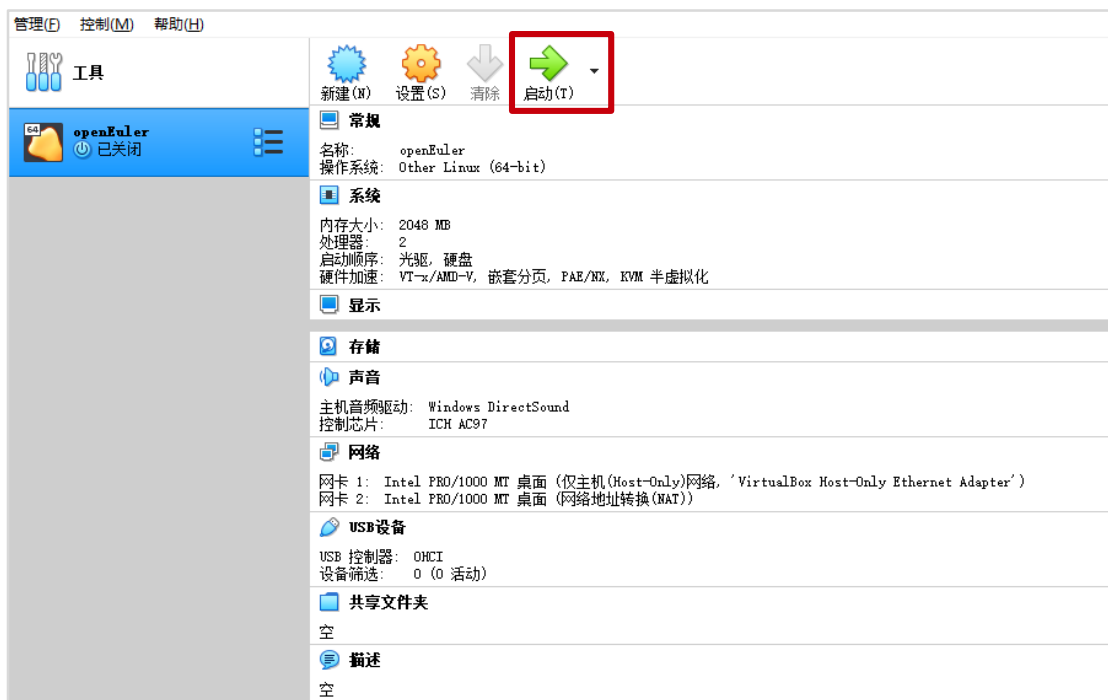 管理(F) 控制(M) 帮助(H)
工具
新建(N) 设置(S) 清除 启动(T)
64
openEuler
已关闭
常规
名称: openEuler
操作系统: Other Linux (64-bit)
系统
内存大小: 2048 MB
处理器: 2
启动顺序: 光驱, 硬盘
硬件加速: VT-x/AMD-V, 嵌套分页, PAE/NX, KVM 半虚拟化
显示
存储
声音
主机音频驱动: Windows DirectSound
控制芯片: ICH AC97
网络
网卡 1: Intel PRO/1000 MT 桌面 (仅主机(Host-Only)网络, 'VirtualBox Host-Only Ethernet Adapter')
网卡 2: Intel PRO/1000 MT 桌面 (网络地址转换(NAT))
USB设备
USB 控制器: OHCI
设备筛选: 0 (0 活动)
共享文件夹
空
描述
空